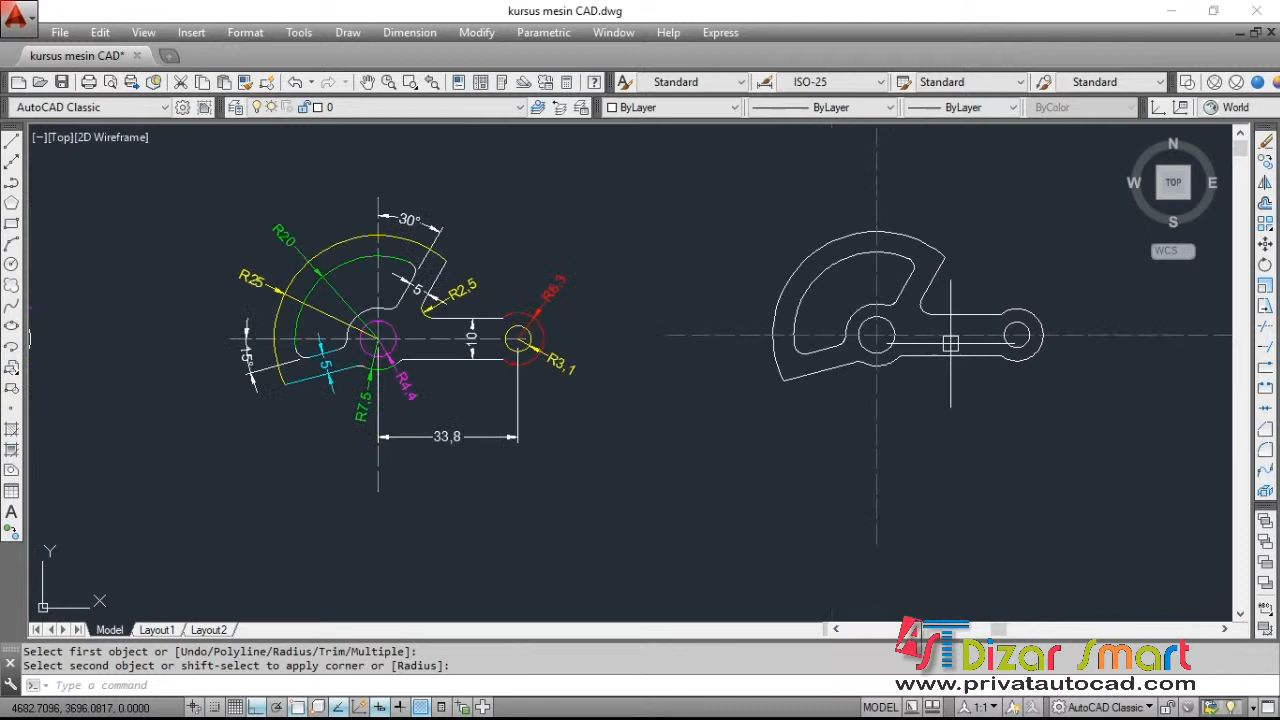 kursus mesin CAD.dwg
File Edit View Insert Format Tools Draw Dimension Modify Parametric Window Help Express
kursus mesin CAD*
Standard ISO-25 Standard Standard
AutoCAD Classic 0 ByLayer ByLayer ByLayer ByColor World
[−][Top][2D Wireframe]
N
W TOP E
S
WCS
30°
R20
R25
5
R2,5
R6,3
10
15°
5
R3,1
R4,4
R7,5
33,8
Y
X
Model Layout1 Layout2
Select first object or [Undo/Polyline/Radius/Trim/Multiple]:
Select second object or shift-select to apply corner or [Radius]:
Type a command
AST Dizar Smart
www.privatautocad.com
4682.7096, 3696.0817, 0.0000 MODEL 1:1 AutoCAD Classic